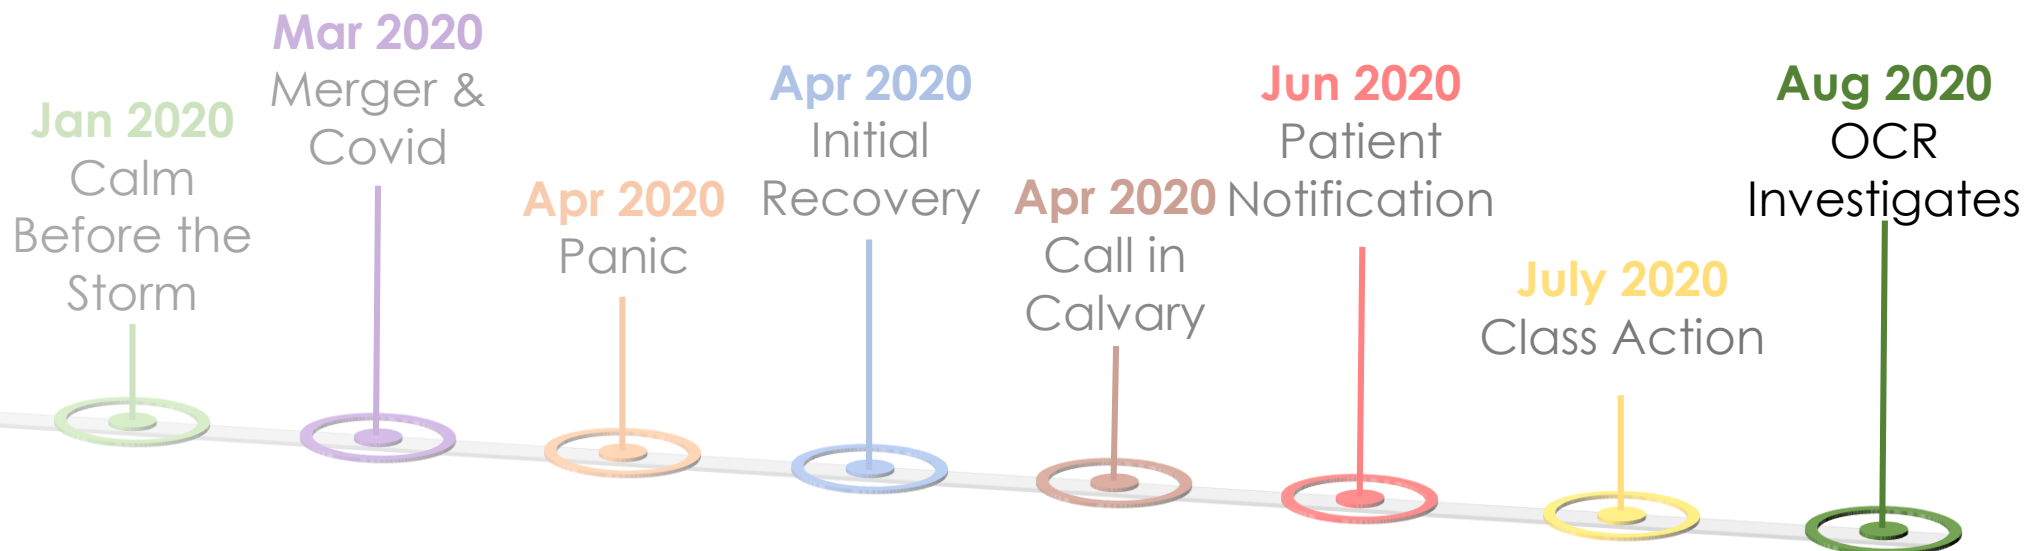 Jan 2020
Calm
Before the
Storm
Mar 2020
Merger &
Covid
Apr 2020
Panic
Apr 2020
Initial
Recovery
Apr 2020
Call in
Calvary
Jun 2020
Patient
Notification
July 2020
Class Action
Aug 2020
OCR
Investigates